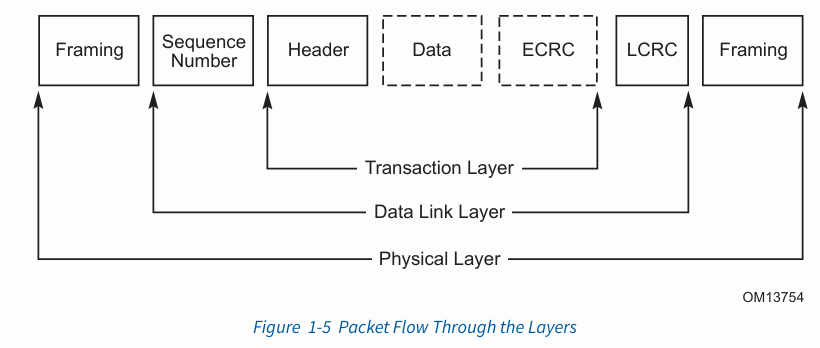 Framing
Sequence
Number
Header
Data
ECRC
LCRC
Framing
Transaction Layer
Data Link Layer
Physical Layer
OM13754
Figure 1-5 Packet Flow Through the Layers